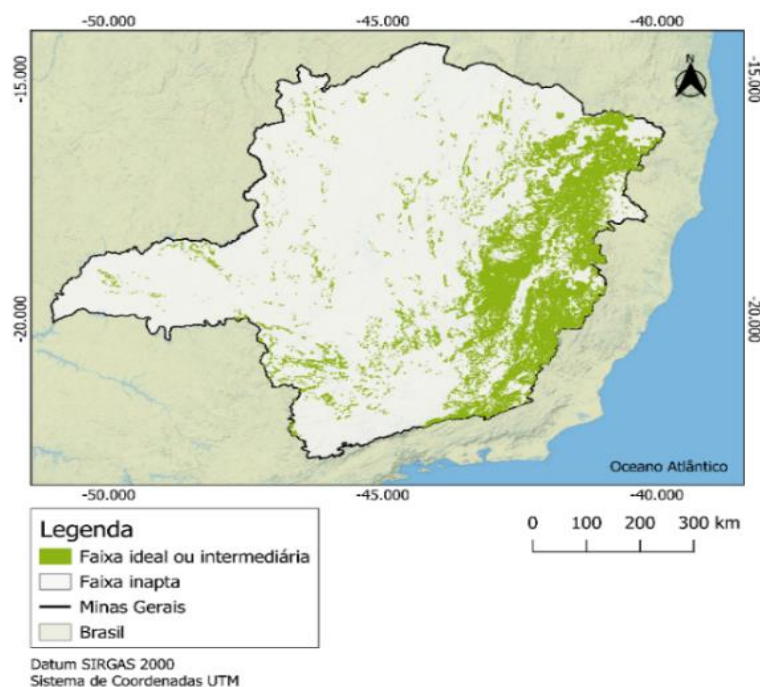 -50.000 -45.000 -40.000
-15.000 -15.000
N
-20.000 -20.000
Oceano Atlântico
-50.000 -45.000 -40.000
Legenda
Faixa ideal ou intermediária
Faixa inapta
Minas Gerais
Brasil
0 100 200 300 km
Datum SIRGAS 2000
Sistema de Coordenadas UTM